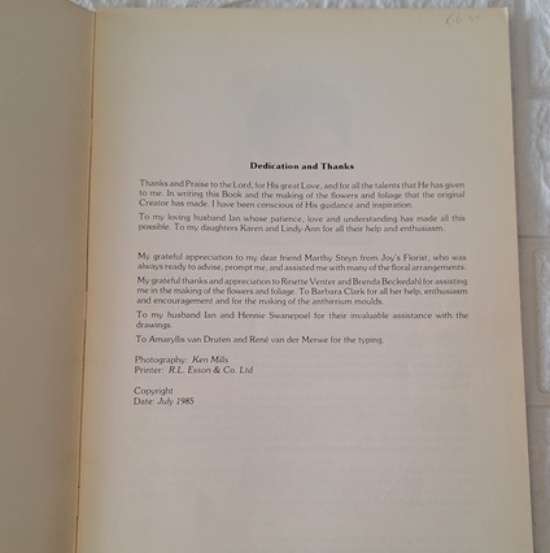 Dedication and Thanks
Thanks and Praise to the Lord, for His great Love, and for all the talents that He has given
to me. In writing this Book and the making of the flowers and foliage that the original
Creator has made. I have been conscious of His guidance and inspiration.
To my loving husband Ian whose patience, love and understanding has made all this
possible. To my daughters Karen and Lindy-Ann for all their help and enthusiasm.
My grateful appreciation to my dear friend Marthy Steyn from Joy's Florist, who was
always ready to advise, prompt me, and assisted me with many of the floral arrangements.
My grateful thanks and appreciation to Rinette Venter and Brenda Beckedahl for assisting
me in the making of the flowers and foliage. To Barbara Clark for all her help, enthusiasm
and encouragement and for the making of the antherium moulds.
To my husband Ian and Hennie Swanepoel for their invaluable assistance with the
drawings.
To Amaryllis van Druten and René van der Merwe for the typing.
Photography: Ken Mills
Printer: R.L. Esson & Co. Ltd
Copyright
Date: July 1985